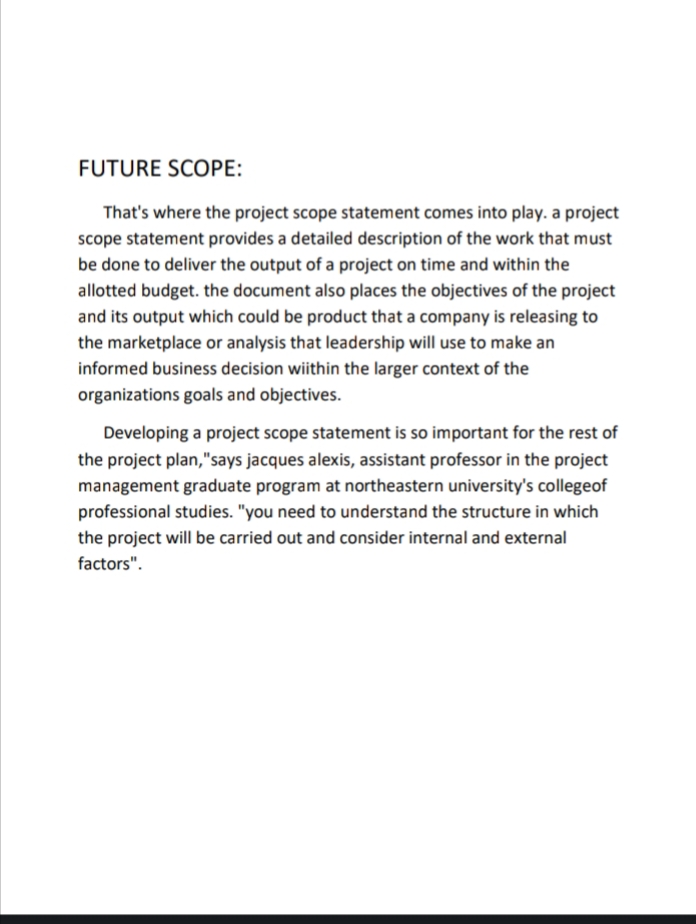 FUTURE SCOPE:
That's where the project scope statement comes into play. a project
scope statement provides a detailed description of the work that must
be done to deliver the output of a project on time and within the
allotted budget. the document also places the objectives of the project
and its output which could be product that a company is releasing to
the marketplace or analysis that leadership will use to make an
informed business decision wiithin the larger context of the
organizations goals and objectives.
Developing a project scope statement is so important for the rest of
the project plan,"says jacques alexis, assistant professor in the project
management graduate program at northeastern university's collegeof
professional studies. "you need to understand the structure in which
the project will be carried out and consider internal and external
factors".